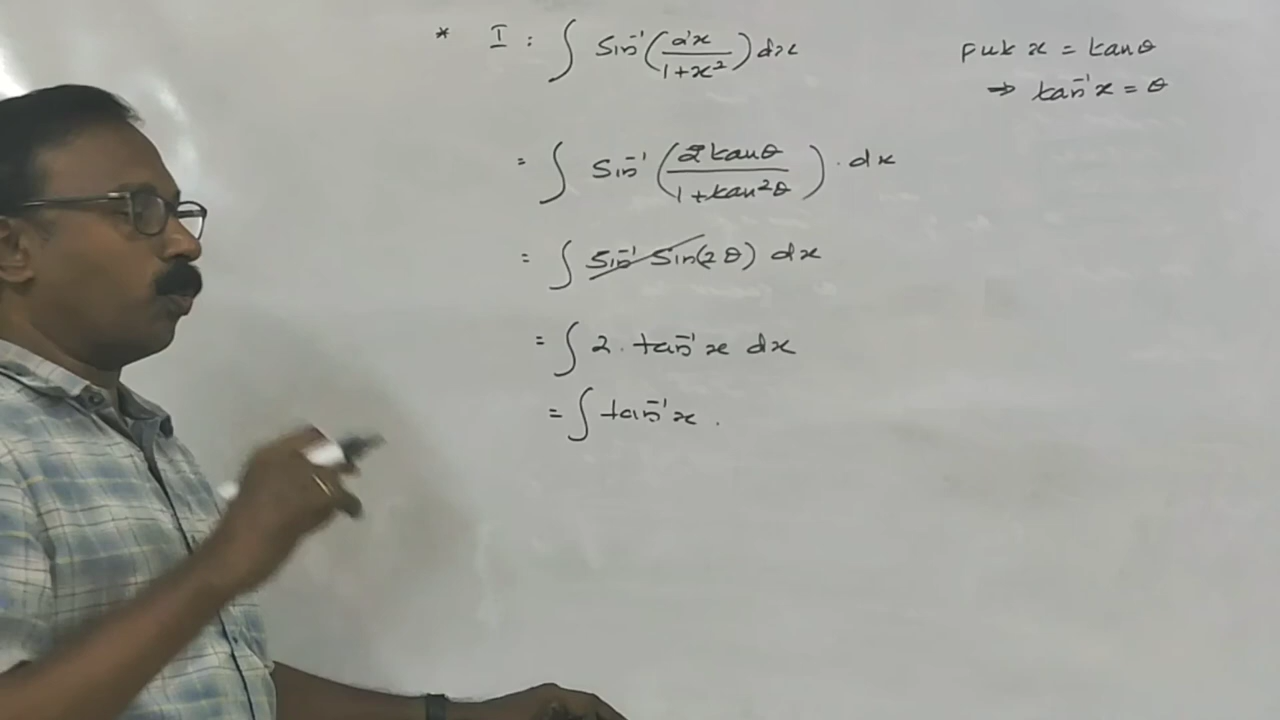 * I : ∫ Sin⁻¹(2x/1+x²)dx
put x = tanθ
⇒ tan⁻¹x = θ
= ∫ Sin⁻¹(2tanθ/1+tan²θ).dx
= ∫ Sin⁻¹ Sin(2θ) dx
= ∫ 2. tan⁻¹x dx
= ∫ tan⁻¹x .